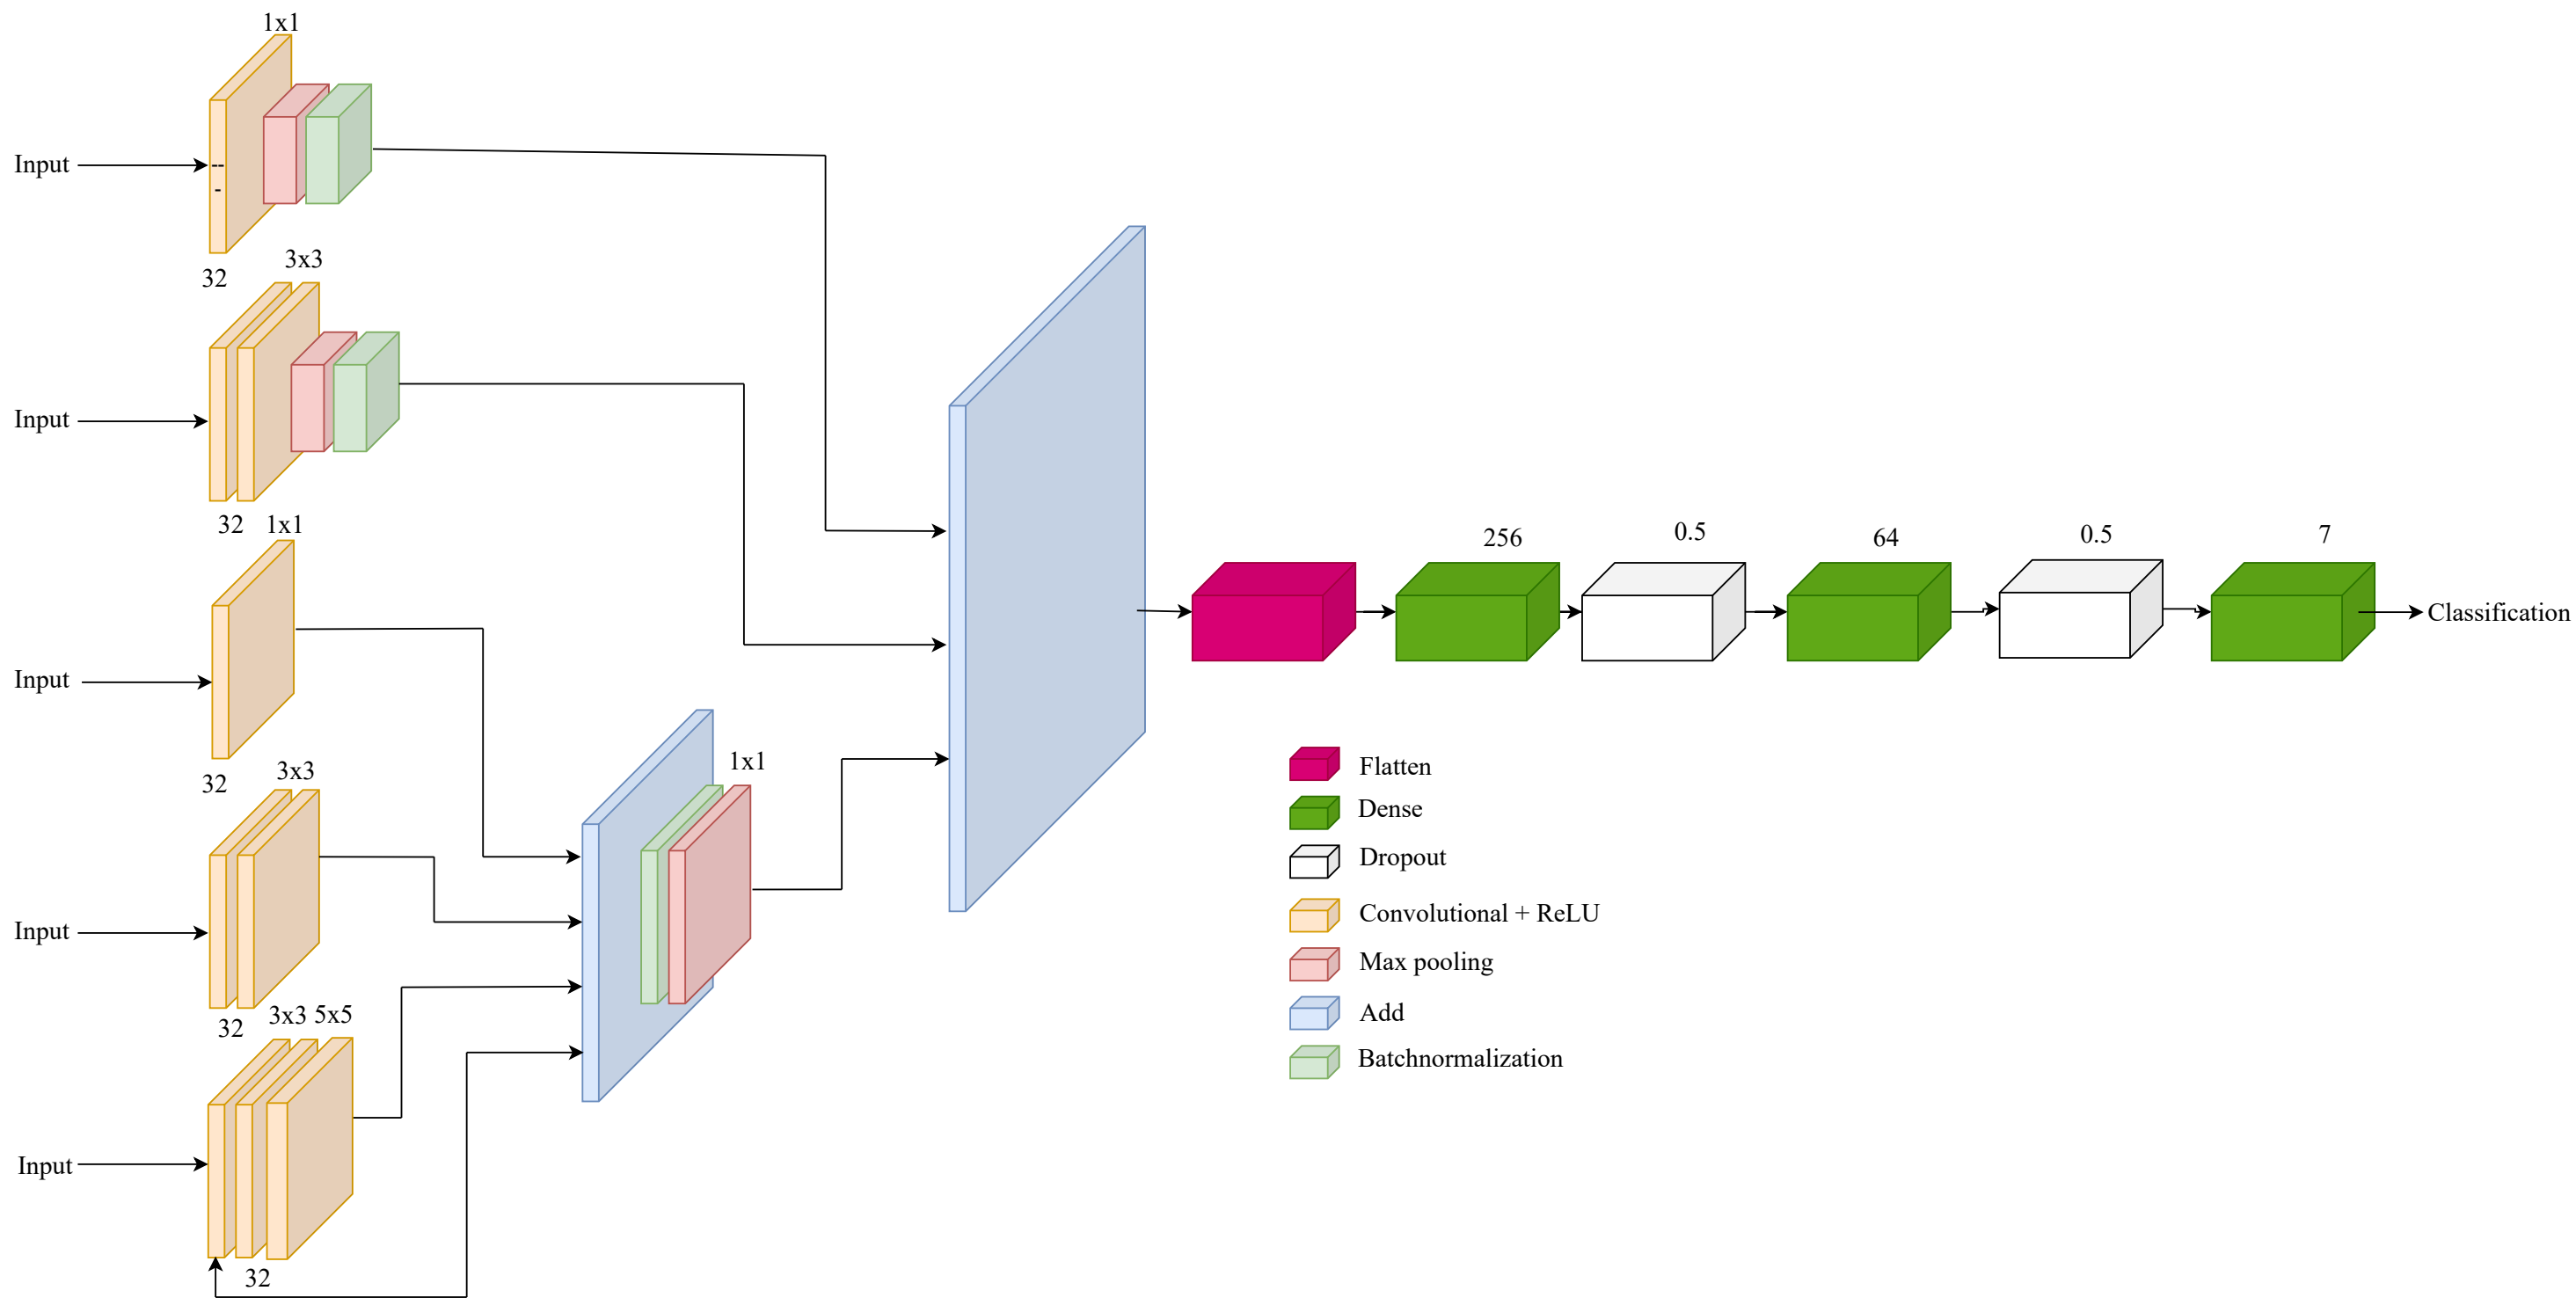 1x1
Input
--
-
32
3x3
Input
32 1x1
Input
32
3x3
Input
32
3x3 5x5
Input
32
1x1
256
0.5
64
0.5
7
Classification
Flatten
Dense
Dropout
Convolutional + ReLU
Max pooling
Add
Batchnormalization